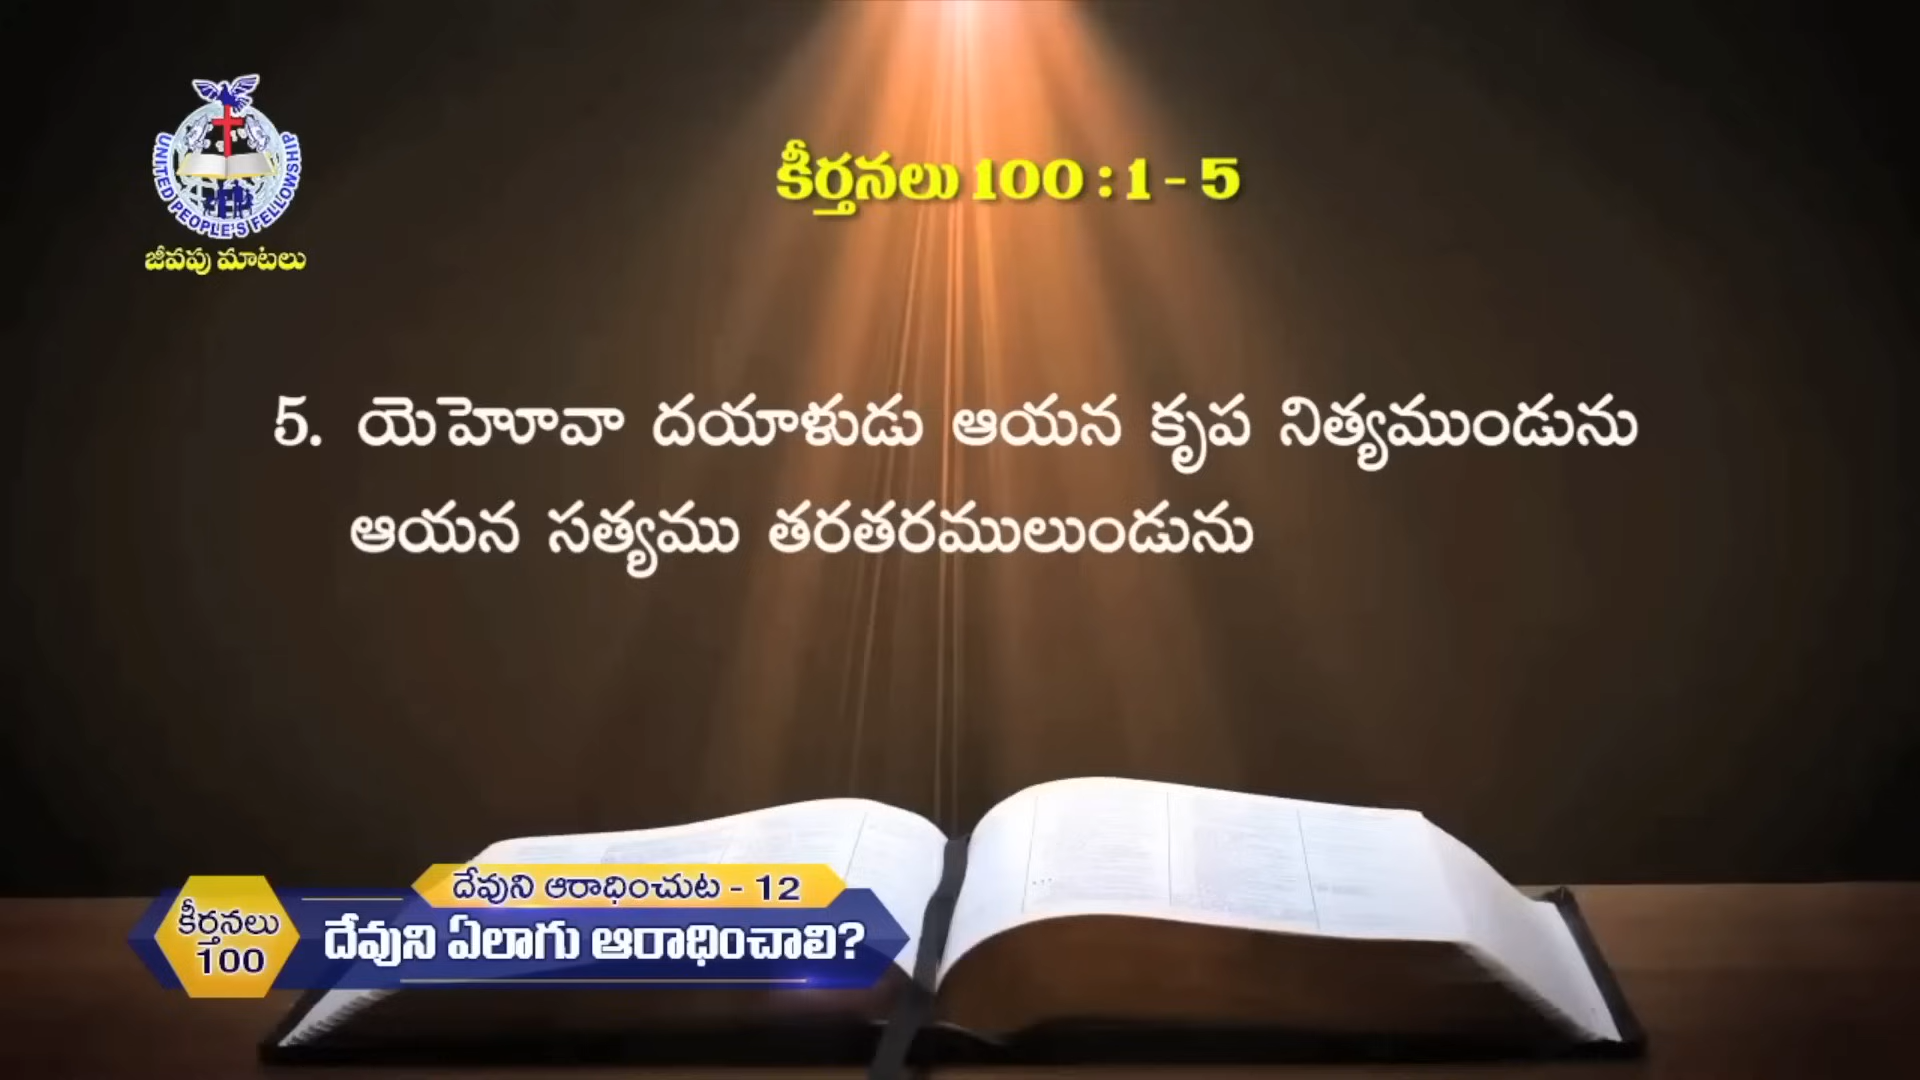 UNITED PEOPLE'S FELLOWSHIP
జీవపు మాటలు
కీర్తనలు 100 : 1 - 5
5. యెహెూవా దయాళుడు ఆయన కృప నిత్యముండును
ఆయన సత్యము తరతరములుండును
దేవుని ఆరాధించుట - 12
కీర్తనలు
100
దేవుని ఏలాగు ఆరాధించాలి?